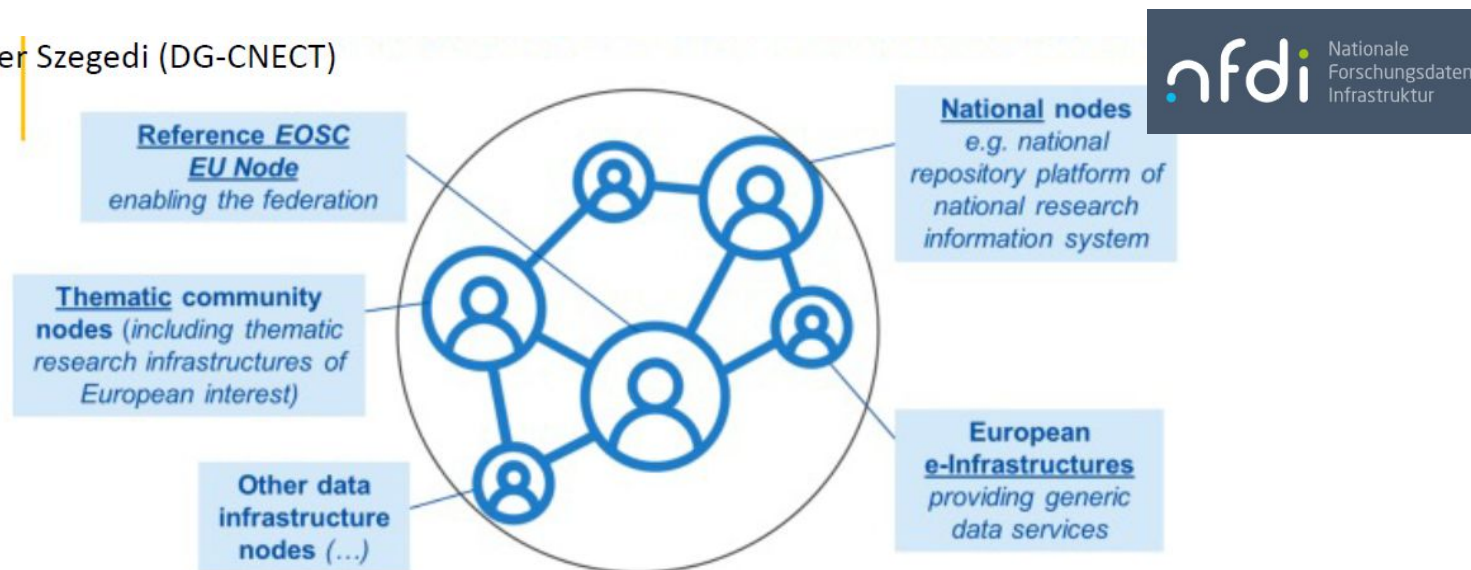 er Szegedi (DG-CNECT)
nfdi
Nationale
Forschungsdaten
Infrastruktur
Reference EOSC
EU Node
enabling the federation
National nodes
e.g. national
repository platform of
national research
information system
Thematic community
nodes (including thematic
research infrastructures of
European interest)
Other data
infrastructure
nodes (...)
European
e-Infrastructures
providing generic
data services